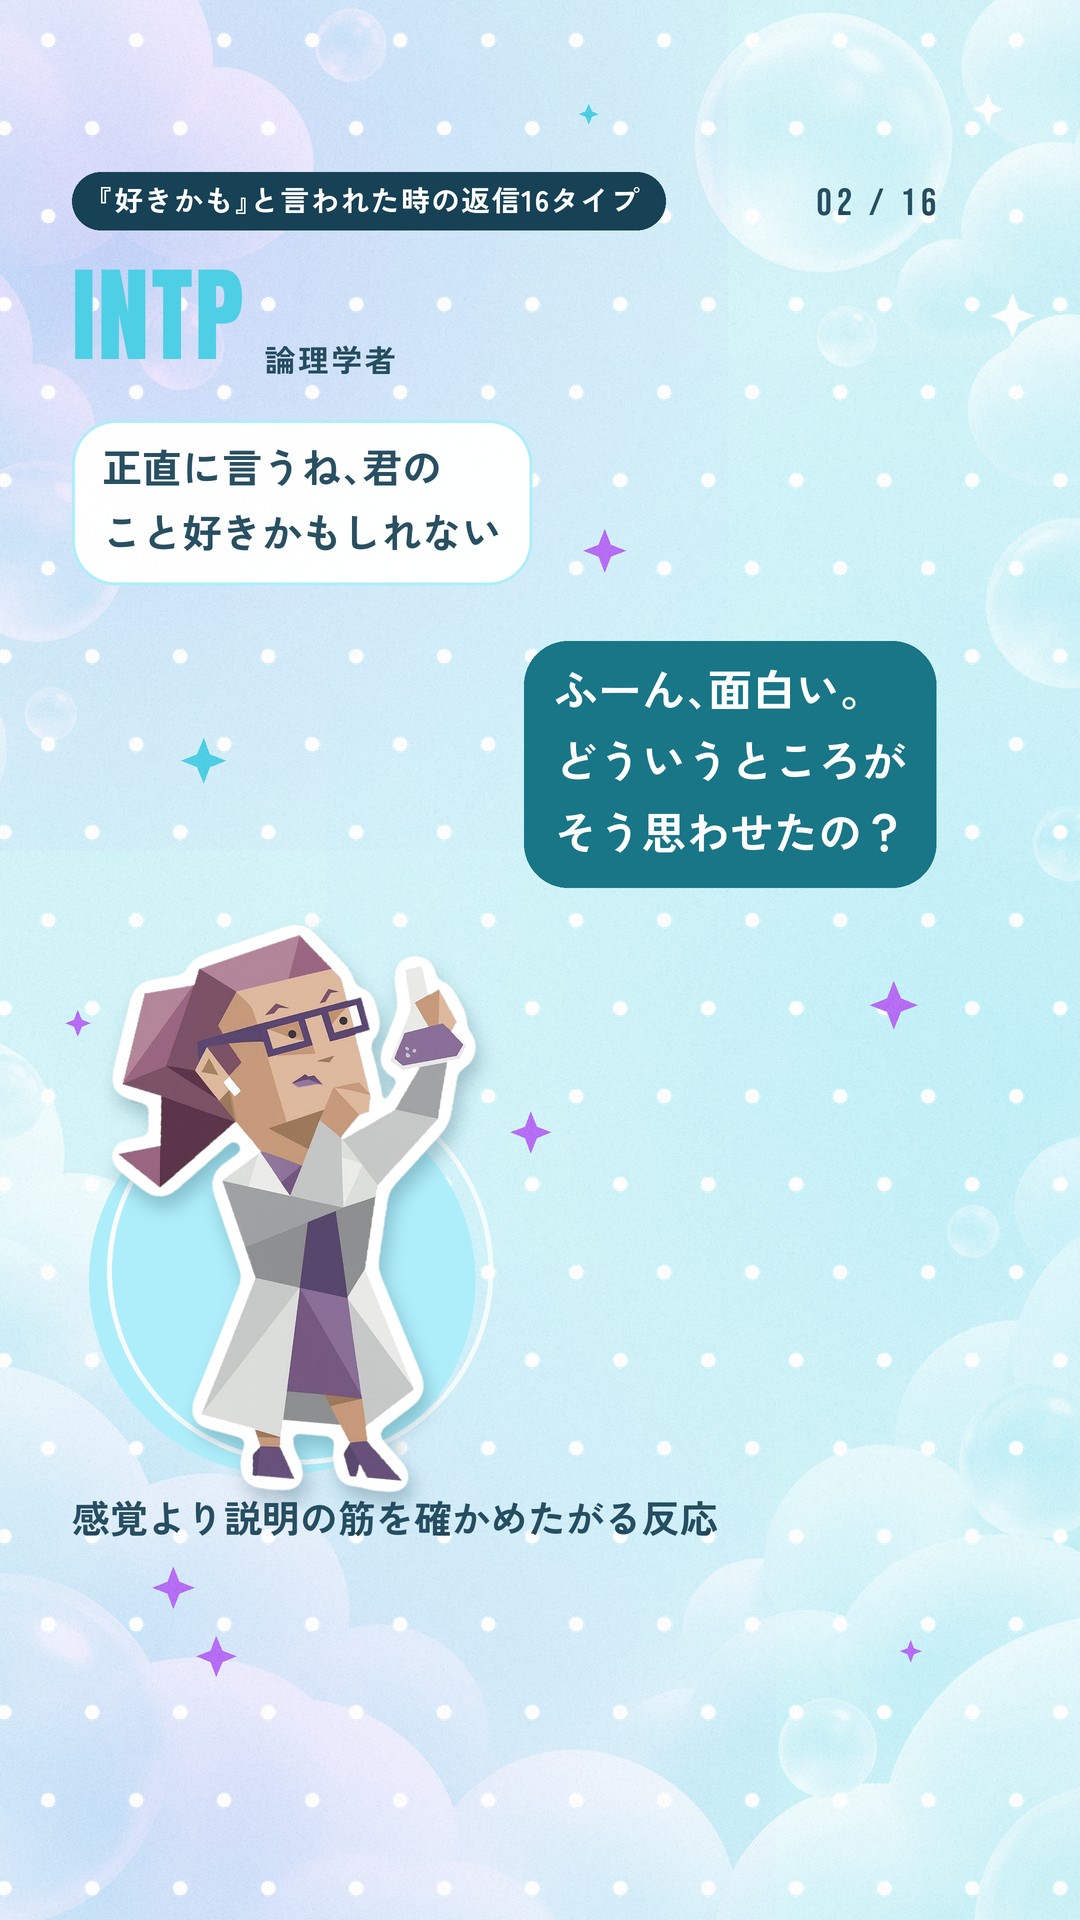 『好きかも』と言われた時の返信16タイプ
02 / 16
INTP
論理学者
正直に言うね、君の
こと好きかもしれない
ふーん、面白い。
どういうところが
そう思わせたの？
感覚より説明の筋を確かめたがる反応